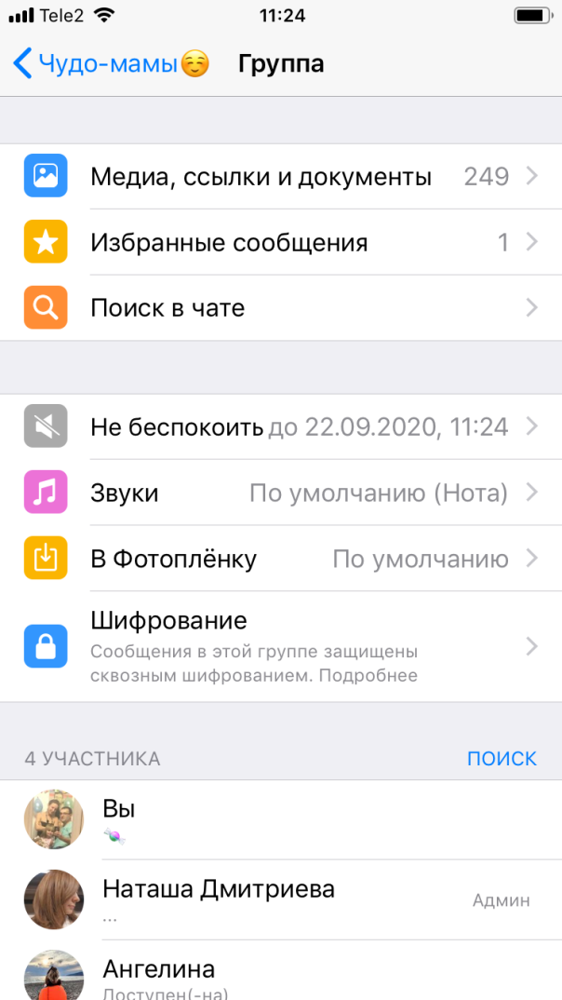 Tele2 11:24
Чудо-мамы☺️ Группа
Медиа, ссылки и документы 249
Избранные сообщения 1
Поиск в чате
Не беспокоить до 22.09.2020, 11:24
Звуки По умолчанию (Нота)
В Фотоплёнку По умолчанию
Шифрование
Сообщения в этой группе защищены
сквозным шифрованием. Подробнее
4 УЧАСТНИКА ПОИСК
Вы
🍬
Наташа Дмитриева Админ
...
Ангелина
Доступен(-на)